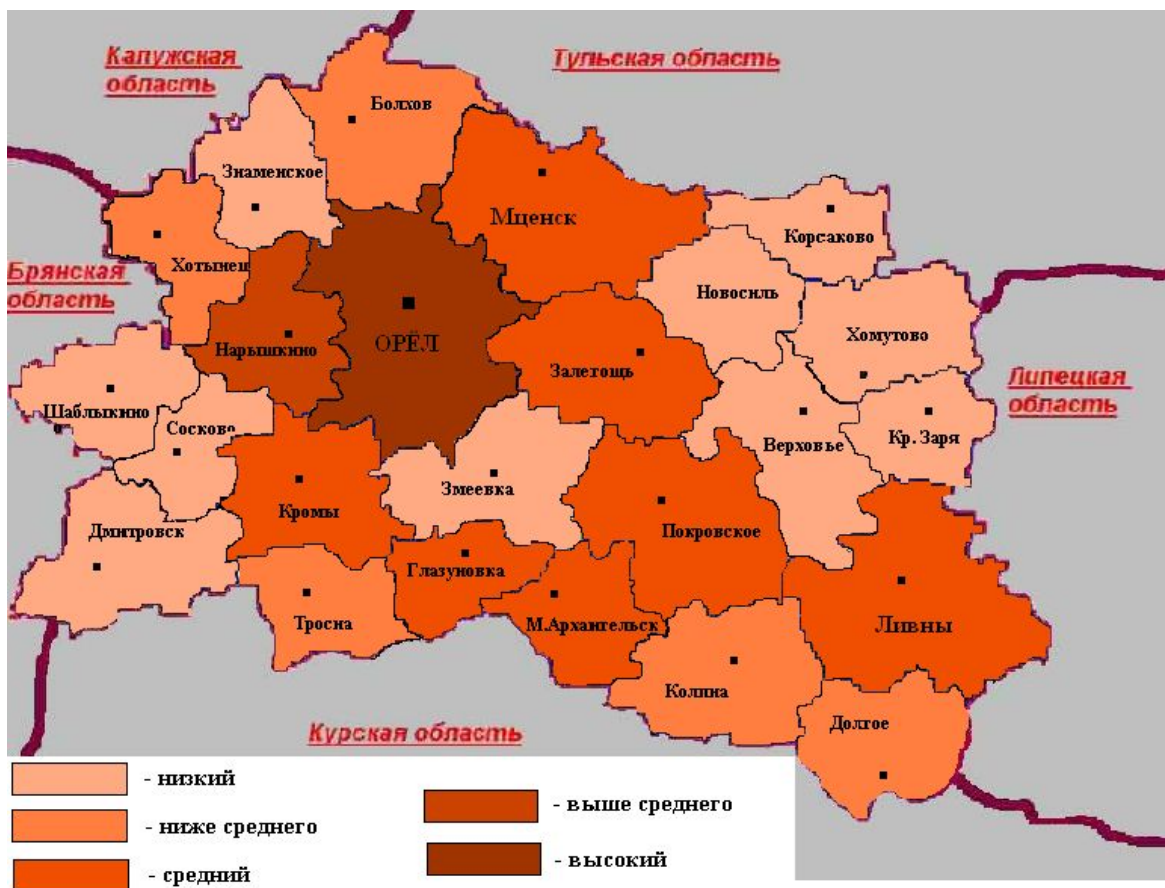 Калужская
область
Тульская область
Болхов
Знаменское
Мценск
Корсаково
Хотынец
Брянская
область
Новосиль
Хомутово
Нарышкино
ОРЁЛ
Залегощь
Липецкая
область
Шаблыкино
Сосково
Верховье
Кр. Заря
Змеевка
Кромы
Покровское
Дмитровск
Глазуновка
Тросна
М.Архангельск
Ливны
Колпна
Долгое
Курская область
- низкий
- ниже среднего
- средний
- выше среднего
- высокий